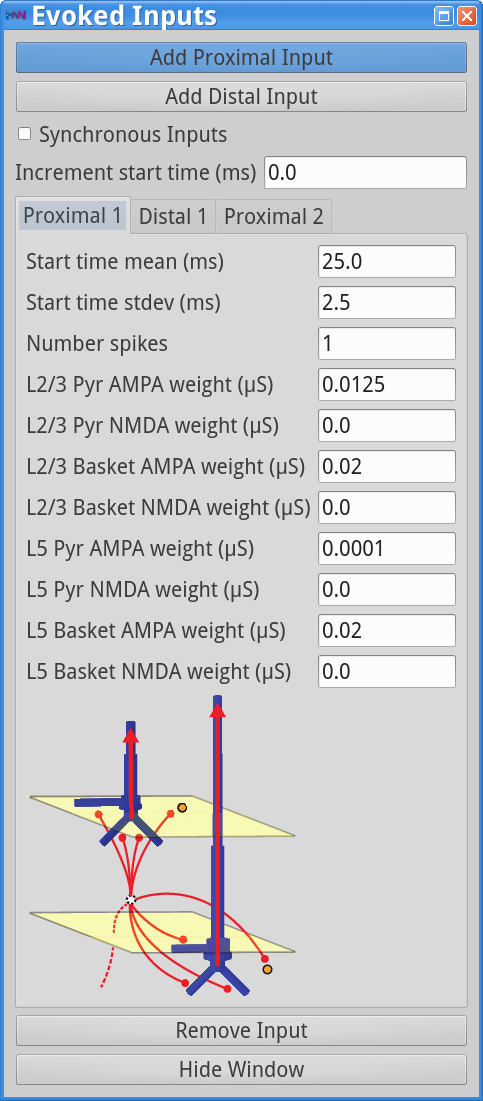 HNN Evoked Inputs
Add Proximal Input
Add Distal Input
Synchronous Inputs
Increment start time (ms) 0.0
Proximal 1 Distal 1 Proximal 2
Start time mean (ms) 25.0
Start time stdev (ms) 2.5
Number spikes 1
L2/3 Pyr AMPA weight (µS) 0.0125
L2/3 Pyr NMDA weight (µS) 0.0
L2/3 Basket AMPA weight (µS) 0.02
L2/3 Basket NMDA weight (µS) 0.0
L5 Pyr AMPA weight (µS) 0.0001
L5 Pyr NMDA weight (µS) 0.0
L5 Basket AMPA weight (µS) 0.02
L5 Basket NMDA weight (µS) 0.0
Remove Input
Hide Window